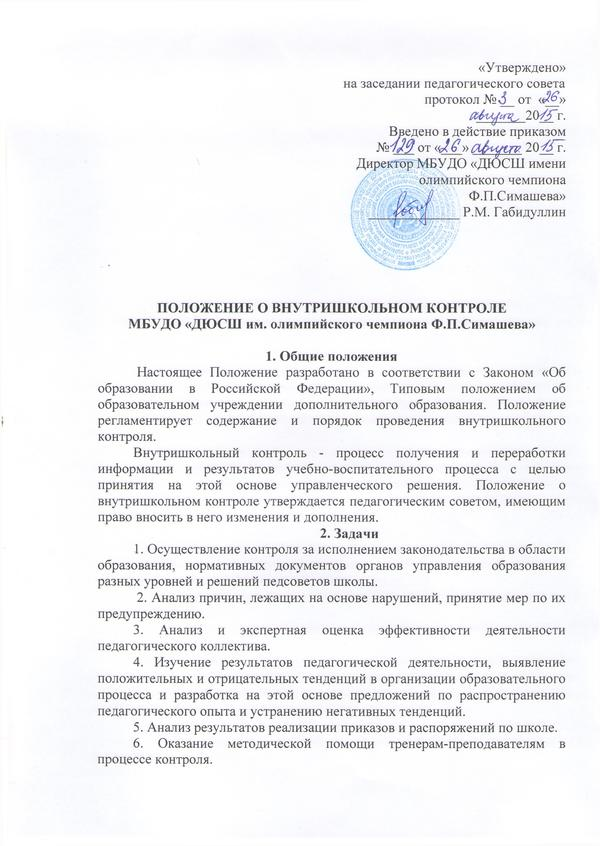 «Утверждено»
на заседании педагогического совета
протокол № 3 от «26»
августа 2015 г.
Введено в действие приказом
№ 129 от «26» августа 2015 г.
Директор МБУДО «ДЮСШ имени
олимпийского чемпиона
Ф.П.Симашева»
Р.М. Габидуллин
ПОЛОЖЕНИЕ О ВНУТРИШКОЛЬНОМ КОНТРОЛЕ
МБУДО «ДЮСШ им. олимпийского чемпиона Ф.П.Симашева»
1. Общие положения
Настоящее Положение разработано в соответствии с Законом «Об
образовании в Российской Федерации», Типовым положением об
образовательном учреждении дополнительного образования. Положение
регламентирует содержание и порядок проведения внутришкольного
контроля.
Внутришкольный контроль - процесс получения и переработки
информации и результатов учебно-воспитательного процесса с целью
принятия на этой основе управленческого решения. Положение о
внутришкольном контроле утверждается педагогическим советом, имеющим
право вносить в него изменения и дополнения.
2. Задачи
1. Осуществление контроля за исполнением законодательства в области
образования, нормативных документов органов управления образования
разных уровней и решений педсоветов школы.
2. Анализ причин, лежащих на основе нарушений, принятие мер по их
предупреждению.
3. Анализ и экспертная оценка эффективности деятельности
педагогического коллектива.
4. Изучение результатов педагогической деятельности, выявление
положительных и отрицательных тенденций в организации образовательного
процесса и разработка на этой основе предложений по распространению
педагогического опыта и устранению негативных тенденций.
5. Анализ результатов реализации приказов и распоряжений по школе.
6. Оказание методической помощи тренерам-преподавателям в
процессе контроля.